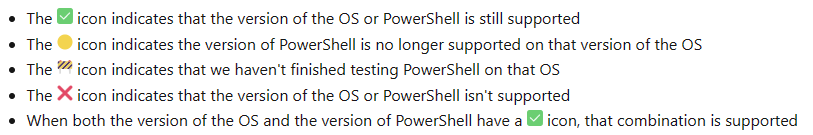 • The ✅ icon indicates that the version of the OS or PowerShell is still supported
• The 🟡 icon indicates the version of PowerShell is no longer supported on that version of the OS
• The 🚧 icon indicates that we haven't finished testing PowerShell on that OS
• The ❌ icon indicates that the version of the OS or PowerShell isn't supported
• When both the version of the OS and the version of PowerShell have a ✅ icon, that combination is supported